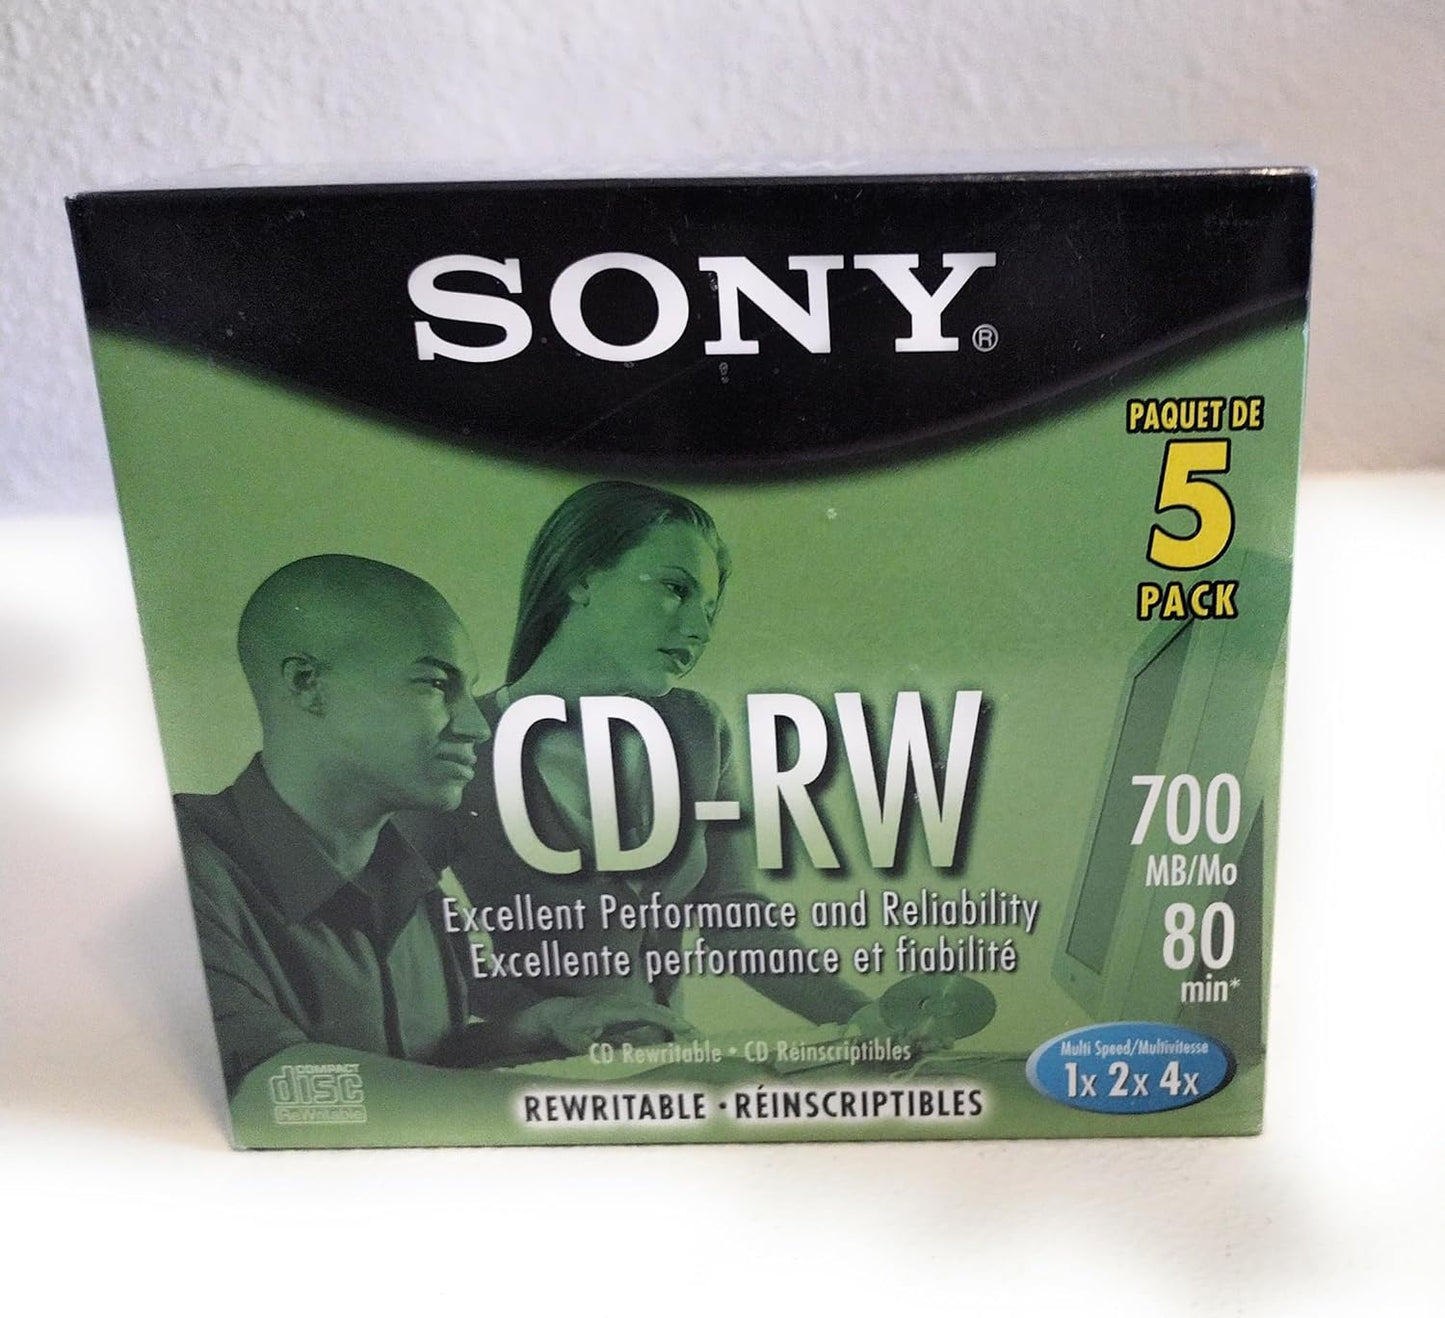 SONY®
PAQUET DE
5
PACK
CD-RW
700
MB/Mo
80
min*
Excellent Performance and Reliability
Excellente performance et fiabilité
CD Rewritable • CD Réinscriptibles
REWRITABLE • RÉINSCRIPTIBLES
Multi Speed/Multivitesse
1x 2x 4x
COMPACT
disc
ReWritable